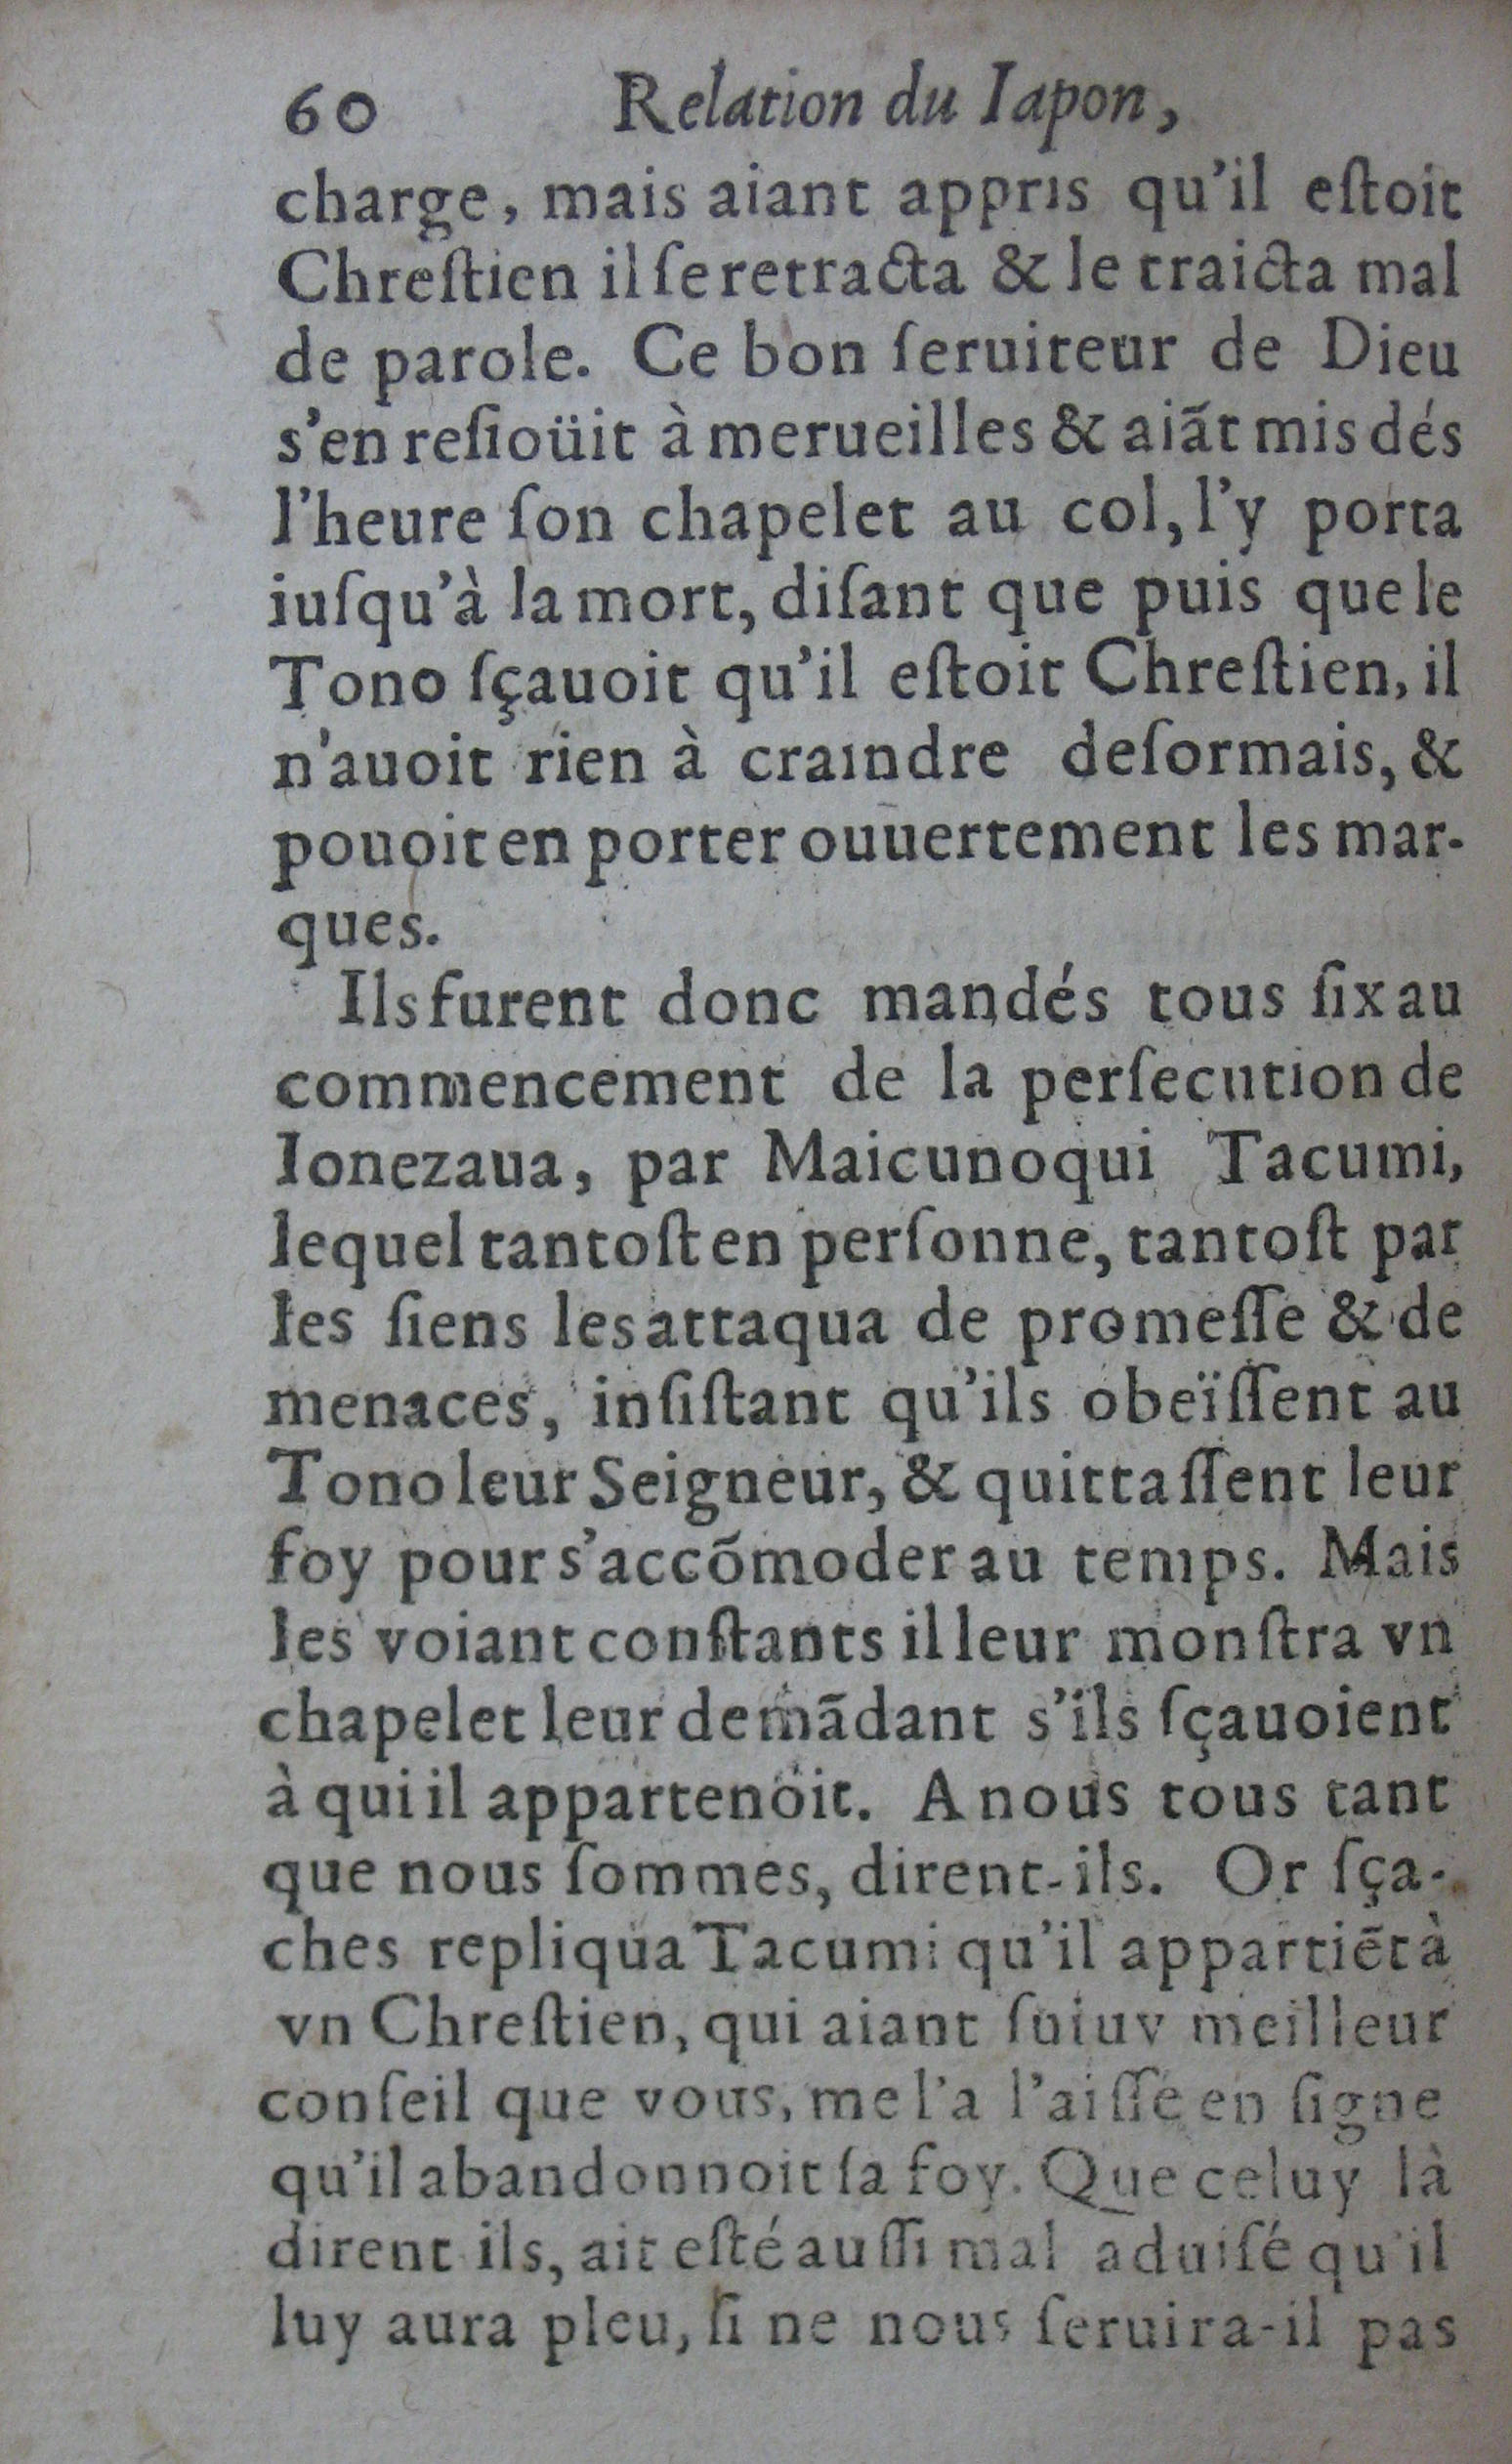 60 Relation du Iapon,
charge, mais aiant appris qu'il eſtoit
Chreſtien il ſe retracta & le traicta mal
de parole. Ce bon ſeruiteur de Dieu
s'en reſioüit à merueilles & aiãt mis dés
l'heure ſon chapelet au col, l'y porta
iuſqu'à la mort, diſant que puis que le
Tono ſçauoit qu'il eſtoit Chreſtien, il
n'auoit rien à craindre deſormais, &
pouoit en porter ouuertement les mar-
ques.
Ils furent donc mandés tous ſix au
commencement de la perſecution de
Ionezaua, par Maicunoqui Tacumi,
lequel tantoſt en perſonne, tantoſt par
les ſiens les attaqua de promeſſe & de
menaces, inſiſtant qu'ils obeïſſent au
Tono leur Seigneur, & quittaſſent leur
foy pour s'accõmoder au temps. Mais
les voiant conſtants il leur monſtra vn
chapelet leur demãdant s'ils ſçauoient
à qui il appartenoit. A nous tous tant
que nous ſommes, dirent-ils. Or ſça-
ches repliqua Tacumi qu'il appartiẽt à
vn Chreſtien, qui aiant ſuiuy meilleur
conſeil que vous, me l'a l'aiſſe en ſigne
qu'il abandonnoit ſa foy. Que celuy là
dirent ils, ait eſté auſſi mal aduiſé qu'il
luy aura pleu, ſi ne nous ſeruira-il pas